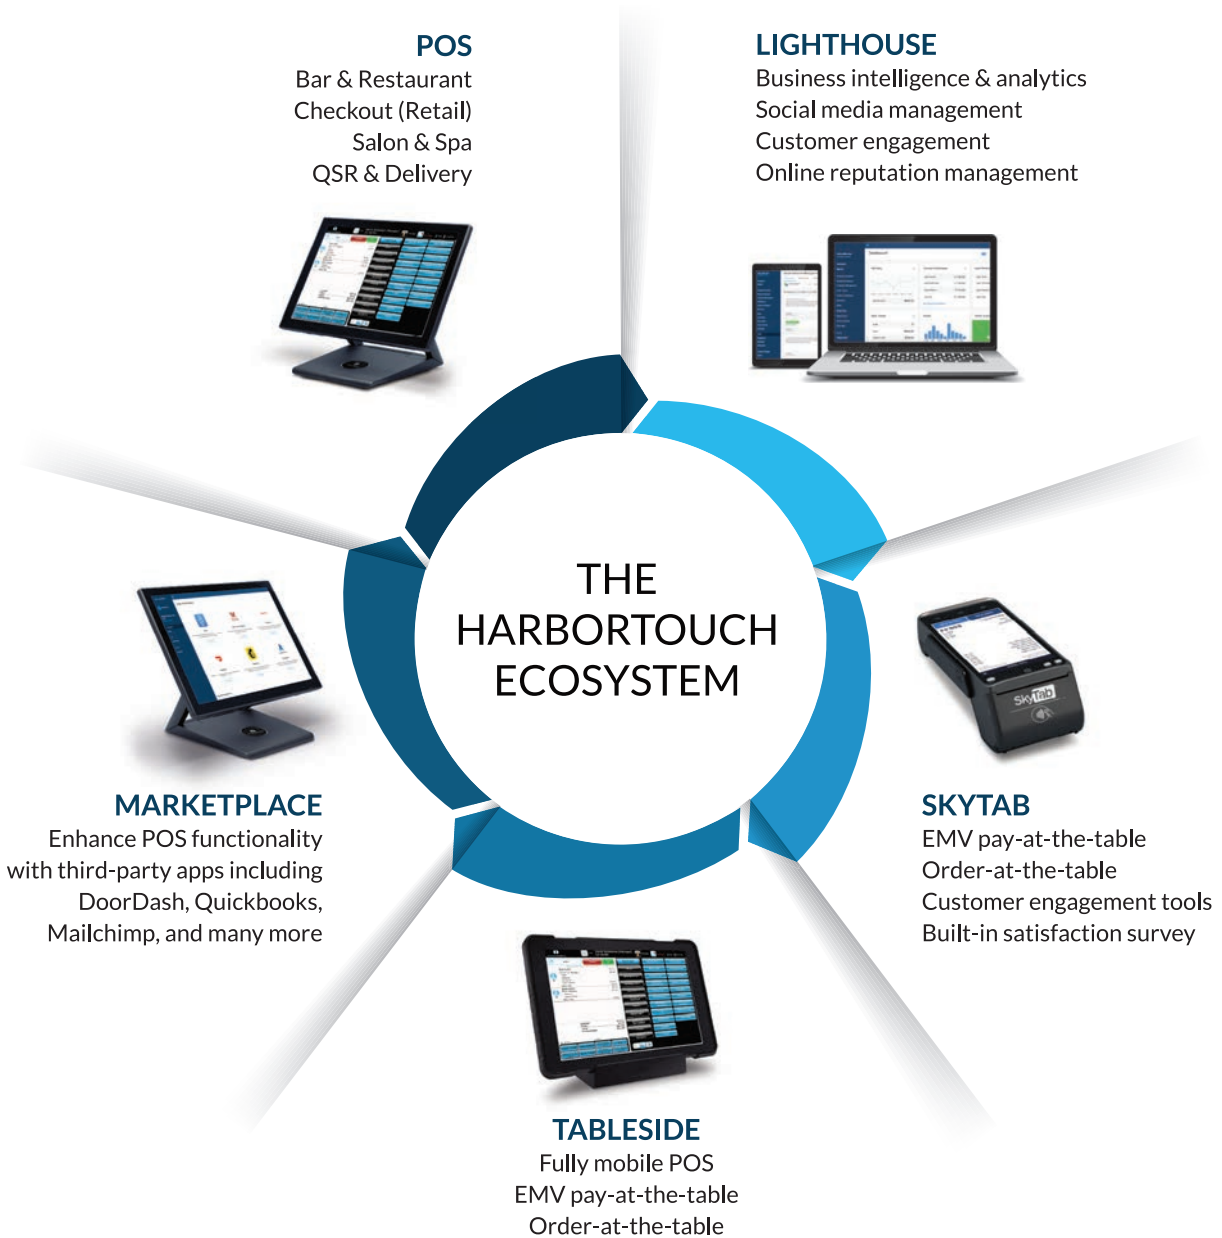 POS
Bar & Restaurant
Checkout (Retail)
Salon & Spa
QSR & Delivery
LIGHTHOUSE
Business intelligence & analytics
Social media management
Customer engagement
Online reputation management
THE
HARBORTOUCH
ECOSYSTEM
SkyTab
MARKETPLACE
Enhance POS functionality
with third-party apps including
DoorDash, Quickbooks,
Mailchimp, and many more
SKYTAB
EMV pay-at-the-table
Order-at-the-table
Customer engagement tools
Built-in satisfaction survey
TABLESIDE
Fully mobile POS
EMV pay-at-the-table
Order-at-the-table